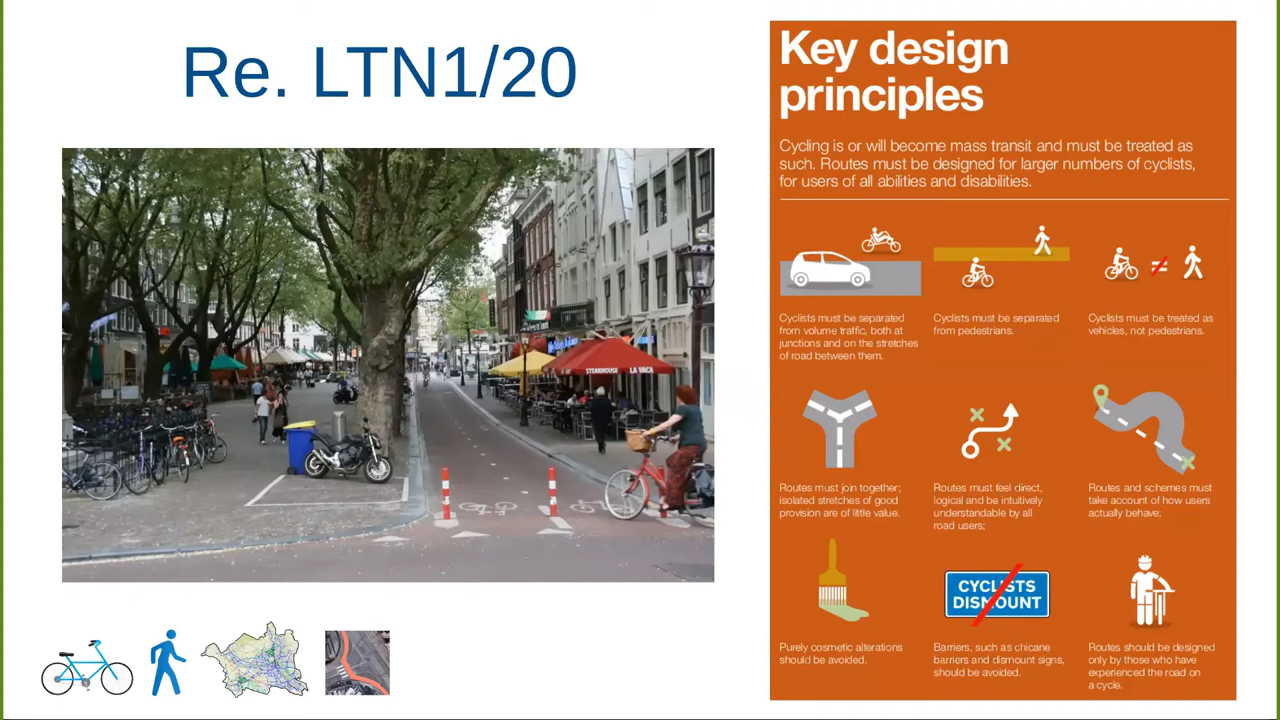 Re. LTN1/20
STEAKHOUSE LA VACA
Key design
principles
Cycling is or will become mass transit and must be treated as
such. Routes must be designed for larger numbers of cyclists,
for users of all abilities and disabilities.
Cyclists must be separated
from volume traffic, both at
junctions and on the stretches
of road between them.
Cyclists must be separated
from pedestrians.
Cyclists must be treated as
vehicles, not pedestrians.
Routes must join together;
isolated stretches of good
provision are of little value.
Routes must feel direct,
logical and be intuitively
understandable by all
road users;
Routes and schemes must
take account of how users
actually behave;
Purely cosmetic alterations
should be avoided.
CYCLISTS
DISMOUNT
Barriers, such as chicane
barriers and dismount signs,
should be avoided.
Routes should be designed
only by those who have
experienced the road on
a cycle.